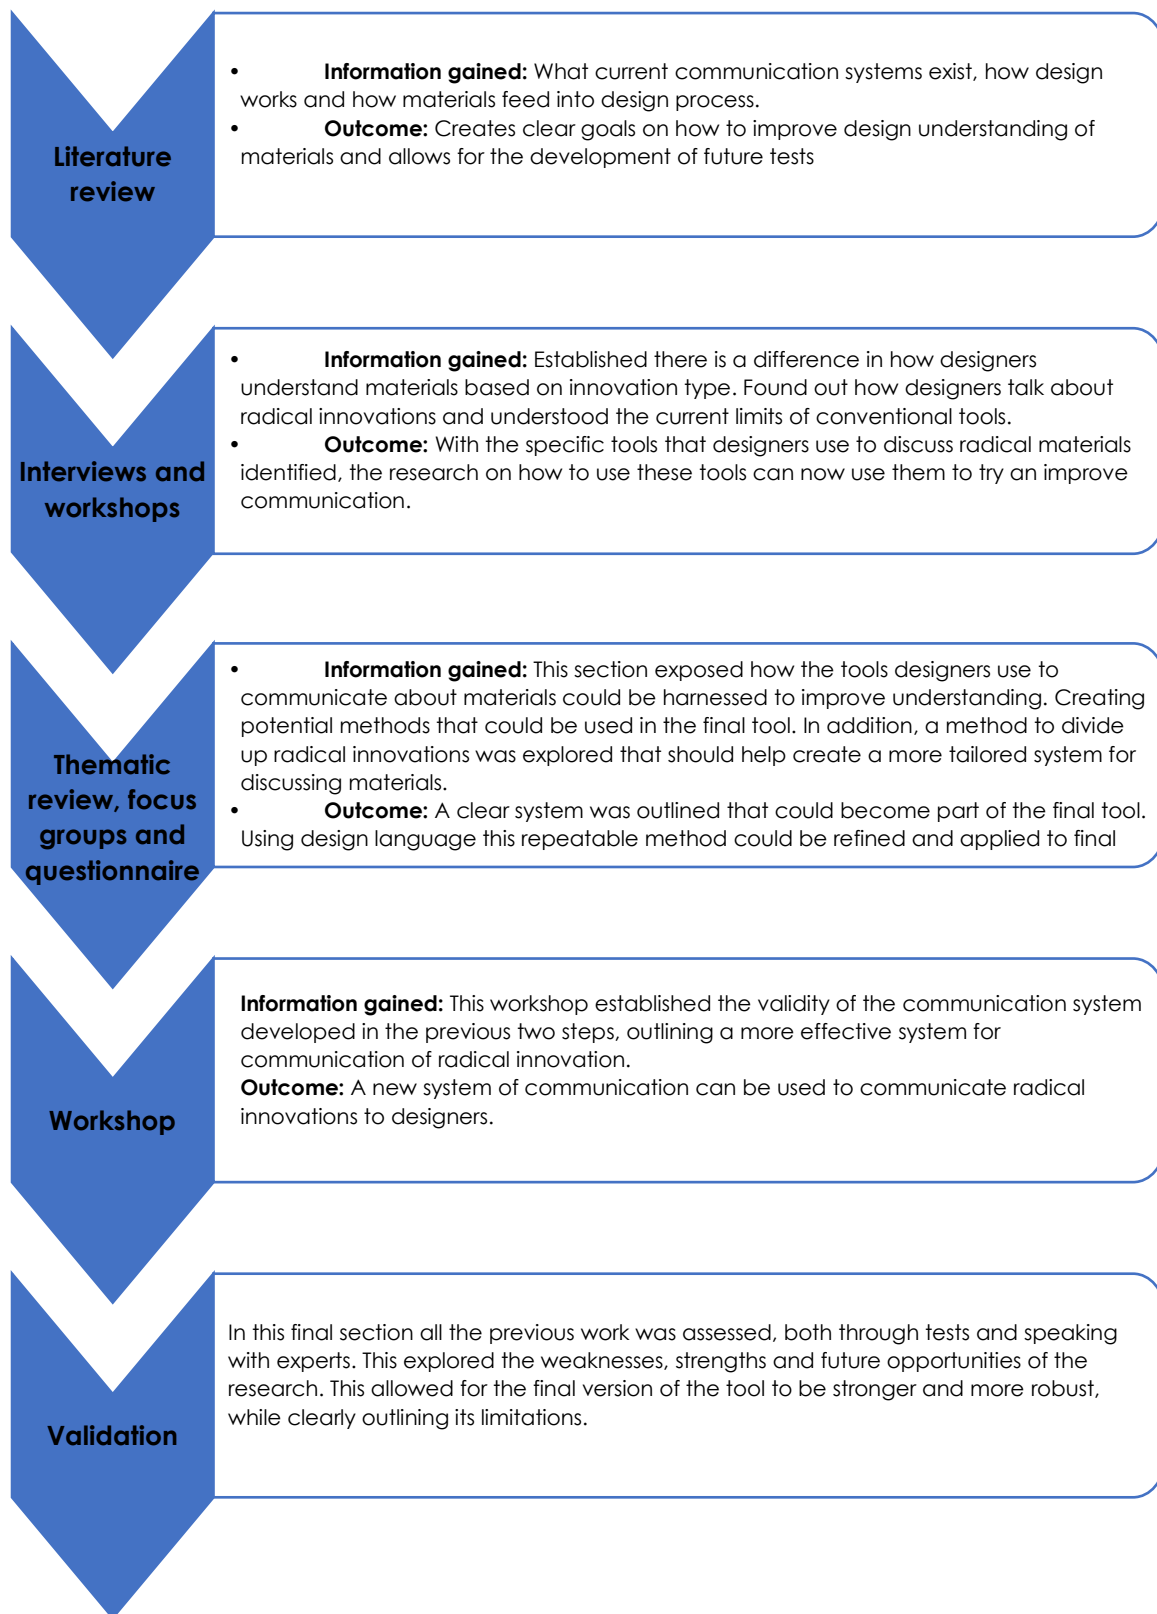 Literature
review
• Information gained: What current communication systems exist, how design
works and how materials feed into design process.
• Outcome: Creates clear goals on how to improve design understanding of
materials and allows for the development of future tests
Interviews and
workshops
• Information gained: Established there is a difference in how designers
understand materials based on innovation type. Found out how designers talk about
radical innovations and understood the current limits of conventional tools.
• Outcome: With the specific tools that designers use to discuss radical materials
identified, the research on how to use these tools can now use them to try an improve
communication.
Thematic
review, focus
groups and
questionnaire
• Information gained: This section exposed how the tools designers use to
communicate about materials could be harnessed to improve understanding. Creating
potential methods that could be used in the final tool. In addition, a method to divide
up radical innovations was explored that should help create a more tailored system for
discussing materials.
• Outcome: A clear system was outlined that could become part of the final tool.
Using design language this repeatable method could be refined and applied to final
Workshop
Information gained: This workshop established the validity of the communication system
developed in the previous two steps, outlining a more effective system for
communication of radical innovation.
Outcome: A new system of communication can be used to communicate radical
innovations to designers.
Validation
In this final section all the previous work was assessed, both through tests and speaking
with experts. This explored the weaknesses, strengths and future opportunities of the
research. This allowed for the final version of the tool to be stronger and more robust,
while clearly outlining its limitations.